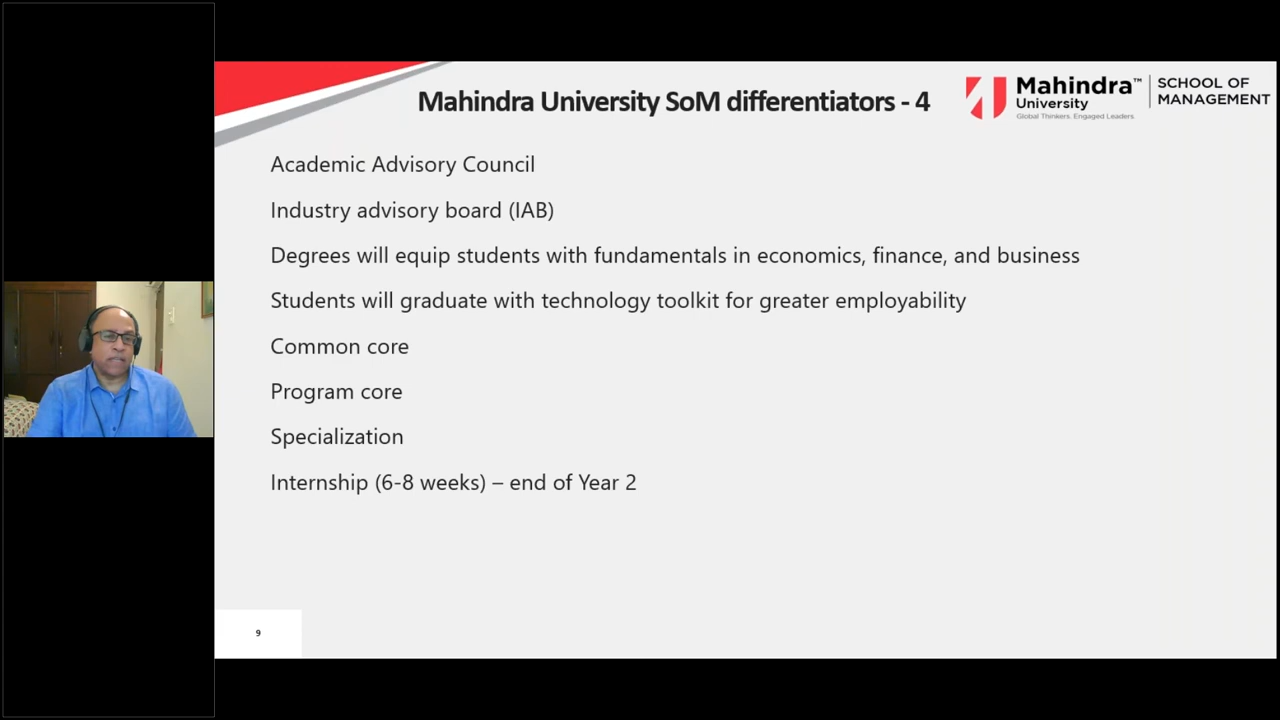 Mahindra University SoM differentiators - 4
Mahindra™
University
Global Thinkers. Engaged Leaders.
SCHOOL OF
MANAGEMENT
Academic Advisory Council
Industry advisory board (IAB)
Degrees will equip students with fundamentals in economics, finance, and business
Students will graduate with technology toolkit for greater employability
Common core
Program core
Specialization
Internship (6-8 weeks) – end of Year 2
9